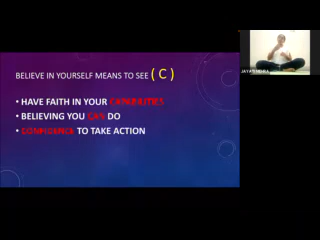 BELIEVE IN YOURSELF MEANS TO SEE ( C )
• HAVE FAITH IN YOUR CAPABILITIES
• BELIEVING YOU CAN DO
• CONFIDENCE TO TAKE ACTION